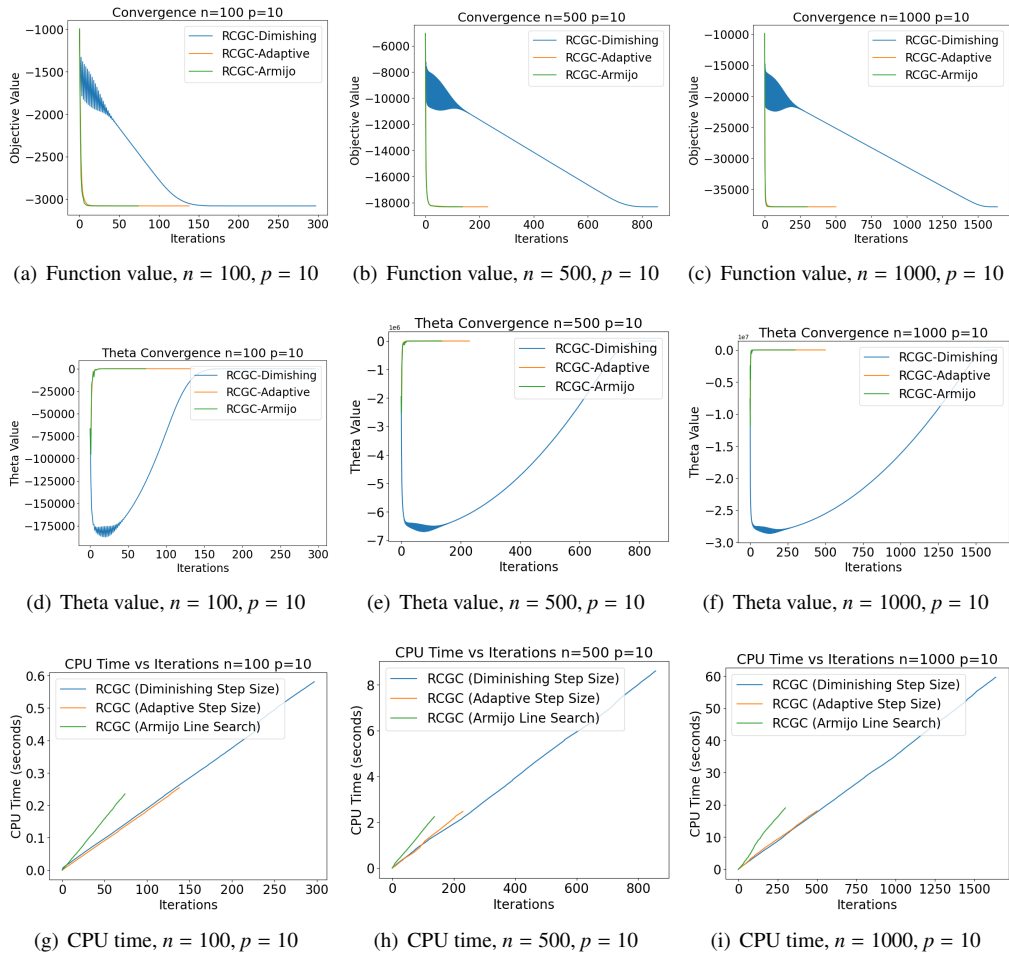 Convergence n=100 p=10
RCGC-Dimishing
RCGC-Adaptive
RCGC-Armijo
−1000
−1500
−2000
−2500
−3000
Objective Value
0 50 100 150 200 250 300
Iterations
(a) Function value, n = 100, p = 10
Convergence n=500 p=10
RCGC-Dimishing
RCGC-Adaptive
RCGC-Armijo
−6000
−8000
−10000
−12000
−14000
−16000
−18000
Objective Value
0 200 400 600 800
Iterations
(b) Function value, n = 500, p = 10
Convergence n=1000 p=10
RCGC-Dimishing
RCGC-Adaptive
RCGC-Armijo
−10000
−15000
−20000
−25000
−30000
−35000
Objective Value
0 250 500 750 1000 1250 1500
Iterations
(c) Function value, n = 1000, p = 10
Theta Convergence n=100 p=10
RCGC-Dimishing
RCGC-Adaptive
RCGC-Armijo
0
−25000
−50000
−75000
−100000
−125000
−150000
−175000
Theta Value
0 50 100 150 200 250 300
Iterations
(d) Theta value, n = 100, p = 10
Theta Convergence n=500 p=10
1e6
RCGC-Dimishing
RCGC-Adaptive
RCGC-Armijo
0
−1
−2
−3
−4
−5
−6
−7
Theta Value
0 200 400 600 800
Iterations
(e) Theta value, n = 500, p = 10
Theta Convergence n=1000 p=10
1e7
RCGC-Dimishing
RCGC-Adaptive
RCGC-Armijo
0.0
−0.5
−1.0
−1.5
−2.0
−2.5
−3.0
Theta Value
0 250 500 750 1000 1250 1500
Iterations
(f) Theta value, n = 1000, p = 10
CPU Time vs Iterations n=100 p=10
RCGC (Diminishing Step Size)
RCGC (Adaptive Step Size)
RCGC (Armijo Line Search)
0.6
0.5
0.4
0.3
0.2
0.1
0.0
CPU Time (seconds)
0 50 100 150 200 250 300
Iterations
(g) CPU time, n = 100, p = 10
CPU Time vs Iterations n=500 p=10
RCGC (Diminishing Step Size)
RCGC (Adaptive Step Size)
RCGC (Armijo Line Search)
8
6
4
2
0
CPU Time (seconds)
0 200 400 600 800
Iterations
(h) CPU time, n = 500, p = 10
CPU Time vs Iterations n=1000 p=10
RCGC (Diminishing Step Size)
RCGC (Adaptive Step Size)
RCGC (Armijo Line Search)
60
50
40
30
20
10
0
CPU Time (seconds)
0 250 500 750 1000 1250 1500
Iterations
(i) CPU time, n = 1000, p = 10